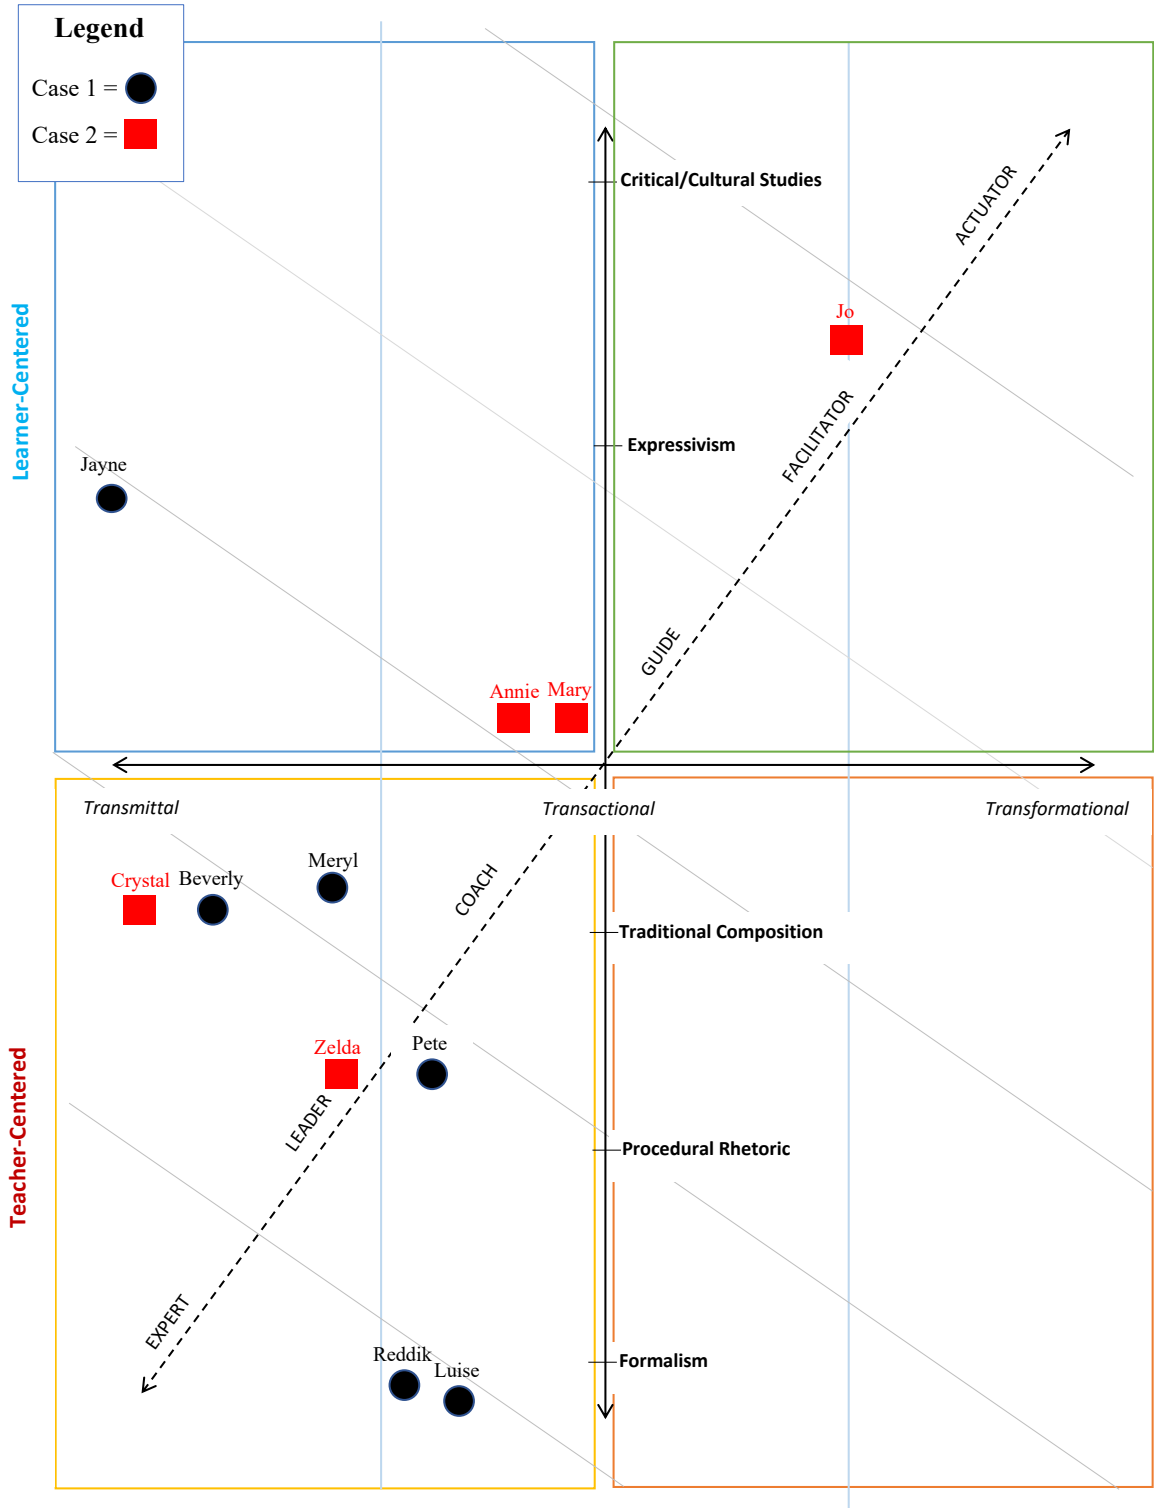 Legend
Case 1 =
Case 2 =
Critical/Cultural Studies
ACTUATOR
Learner-Centered
Jo
FACILITATOR
Expressivism
Jayne
GUIDE
Annie Mary
Transmittal
Transactional
Transformational
Meryl
Crystal Beverly
COACH
Traditional Composition
Zelda
Pete
Teacher-Centered
LEADER
Procedural Rhetoric
EXPERT
Reddik
Luise
Formalism